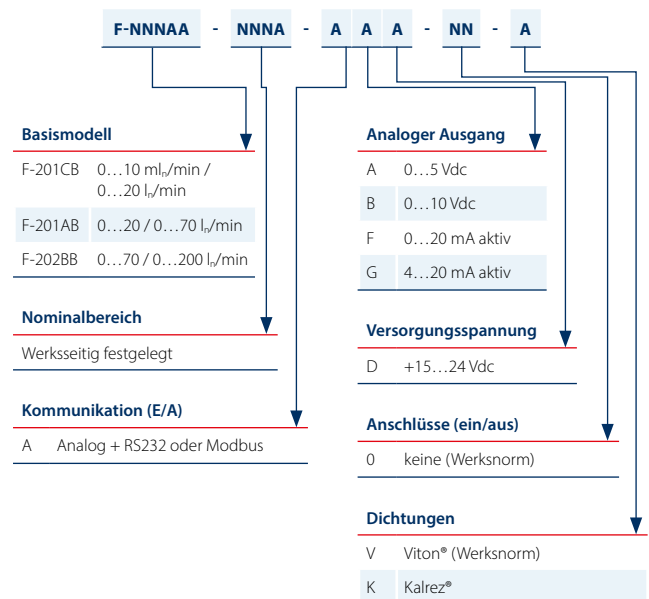 F-NNNAA - NNNA - A A A - NN - A
Basismodell
F-201CB 0…10 mlₙ/min /
0…20 lₙ/min
F-201AB 0…20 / 0…70 lₙ/min
F-202BB 0…70 / 0…200 lₙ/min
Nominalbereich
Werksseitig festgelegt
Kommunikation (E/A)
A Analog + RS232 oder Modbus
Analoger Ausgang
A 0…5 Vdc
B 0…10 Vdc
F 0…20 mA aktiv
G 4…20 mA aktiv
Versorgungsspannung
D +15…24 Vdc
Anschlüsse (ein/aus)
0 keine (Werksnorm)
Dichtungen
V Viton® (Werksnorm)
K Kalrez®